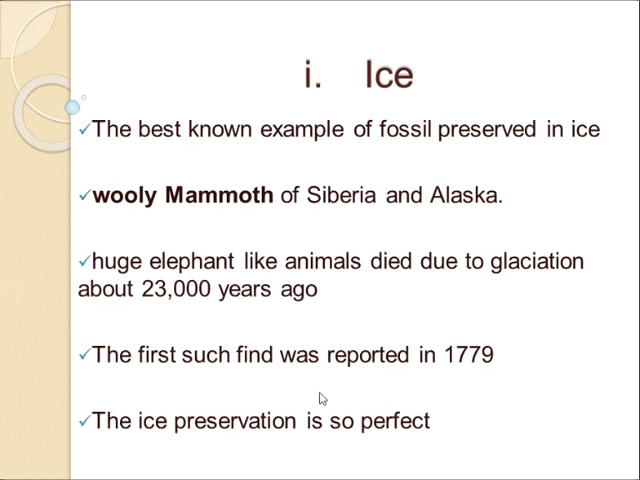 i. Ice
✓The best known example of fossil preserved in ice
✓wooly Mammoth of Siberia and Alaska.
✓huge elephant like animals died due to glaciation
about 23,000 years ago
✓The first such find was reported in 1779
✓The ice preservation is so perfect